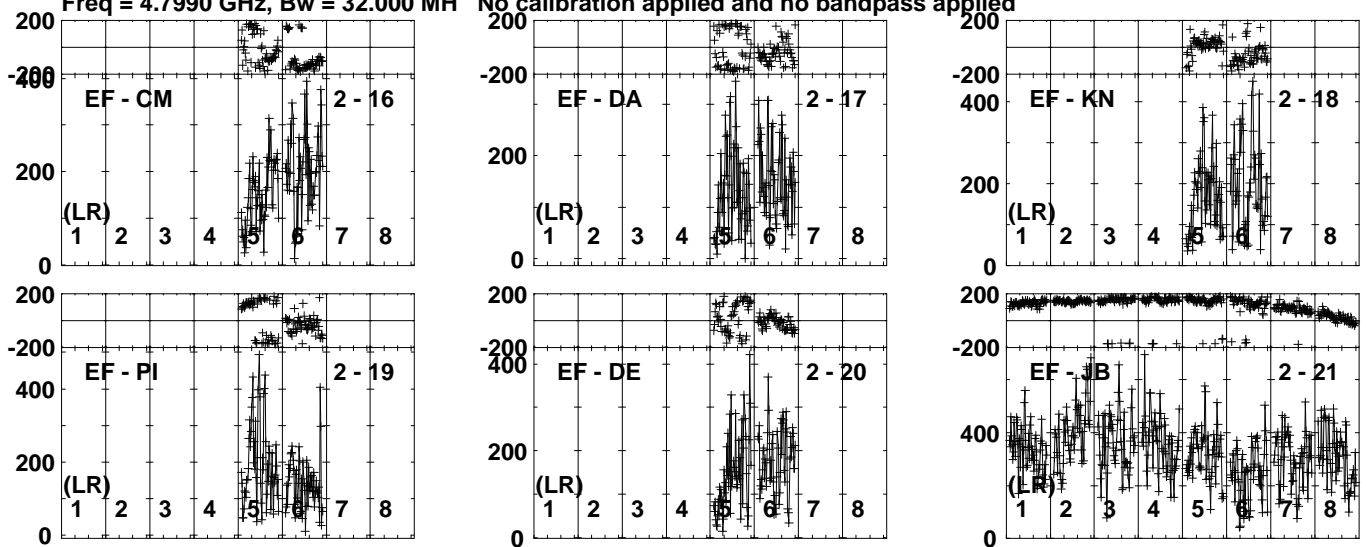 Freq = 4.7990 GHz, Bw = 32.000 MH No calibration applied and no bandpass applied
200
-200
400
200
0
EF - CM 2 - 16
(LR)
1 2 3 4 5 6 7 8
200
-200
200
0
EF - DA 2 - 17
(LR)
1 2 3 4 5 6 7 8
200
-200
400
200
0
EF - KN 2 - 18
(LR)
1 2 3 4 5 6 7 8
200
-200
400
200
0
EF - PI 2 - 19
(LR)
1 2 3 4 5 6 7 8
200
-200
400
200
0
EF - DE 2 - 20
(LR)
1 2 3 4 5 6 7 8
200
-200
400
0
EF - JB 2 - 21
(LR)
1 2 3 4 5 6 7 8